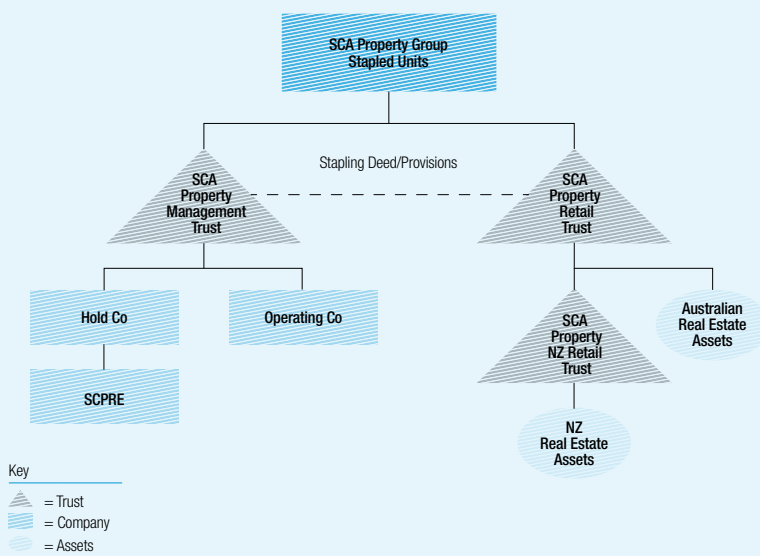 SCA Property Group
Stapled Units
Stapling Deed/Provisions
SCA
Property
Management
Trust
SCA
Property
Retail
Trust
Hold Co
Operating Co
SCA
Property
NZ Retail
Trust
Australian
Real Estate
Assets
SCPRE
NZ
Real Estate
Assets
Key
= Trust
= Company
= Assets